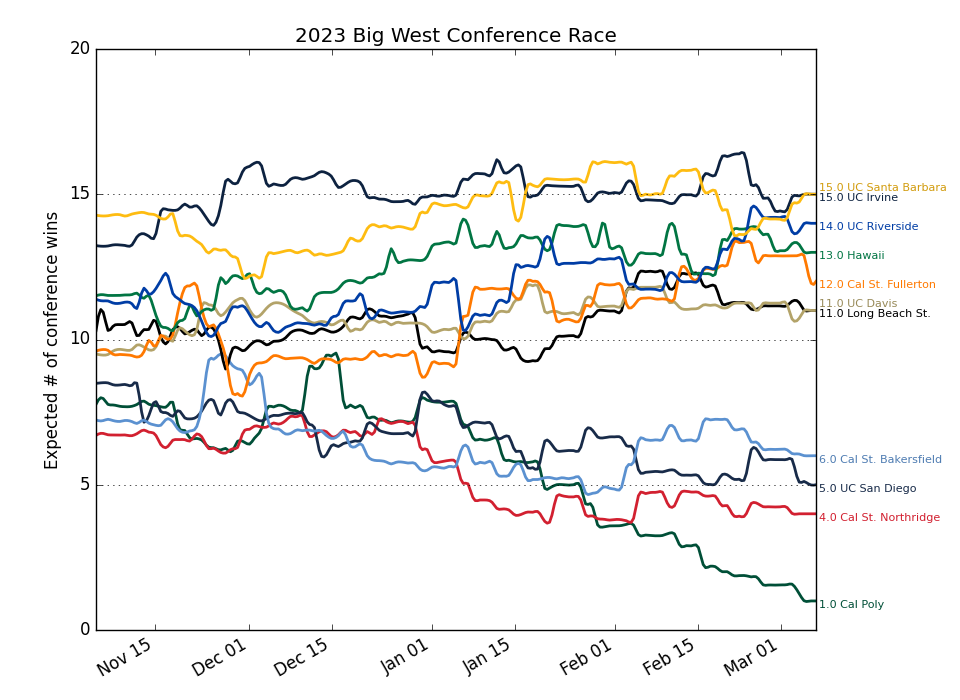 2023 Big West Conference Race
Expected # of conference wins
20
15
10
5
0
Nov 15
Dec 01
Dec 15
Jan 01
Jan 15
Feb 01
Feb 15
Mar 01
15.0 UC Santa Barbara
15.0 UC Irvine
14.0 UC Riverside
13.0 Hawaii
12.0 Cal St. Fullerton
11.0 UC Davis
11.0 Long Beach St.
6.0 Cal St. Bakersfield
5.0 UC San Diego
4.0 Cal St. Northridge
1.0 Cal Poly